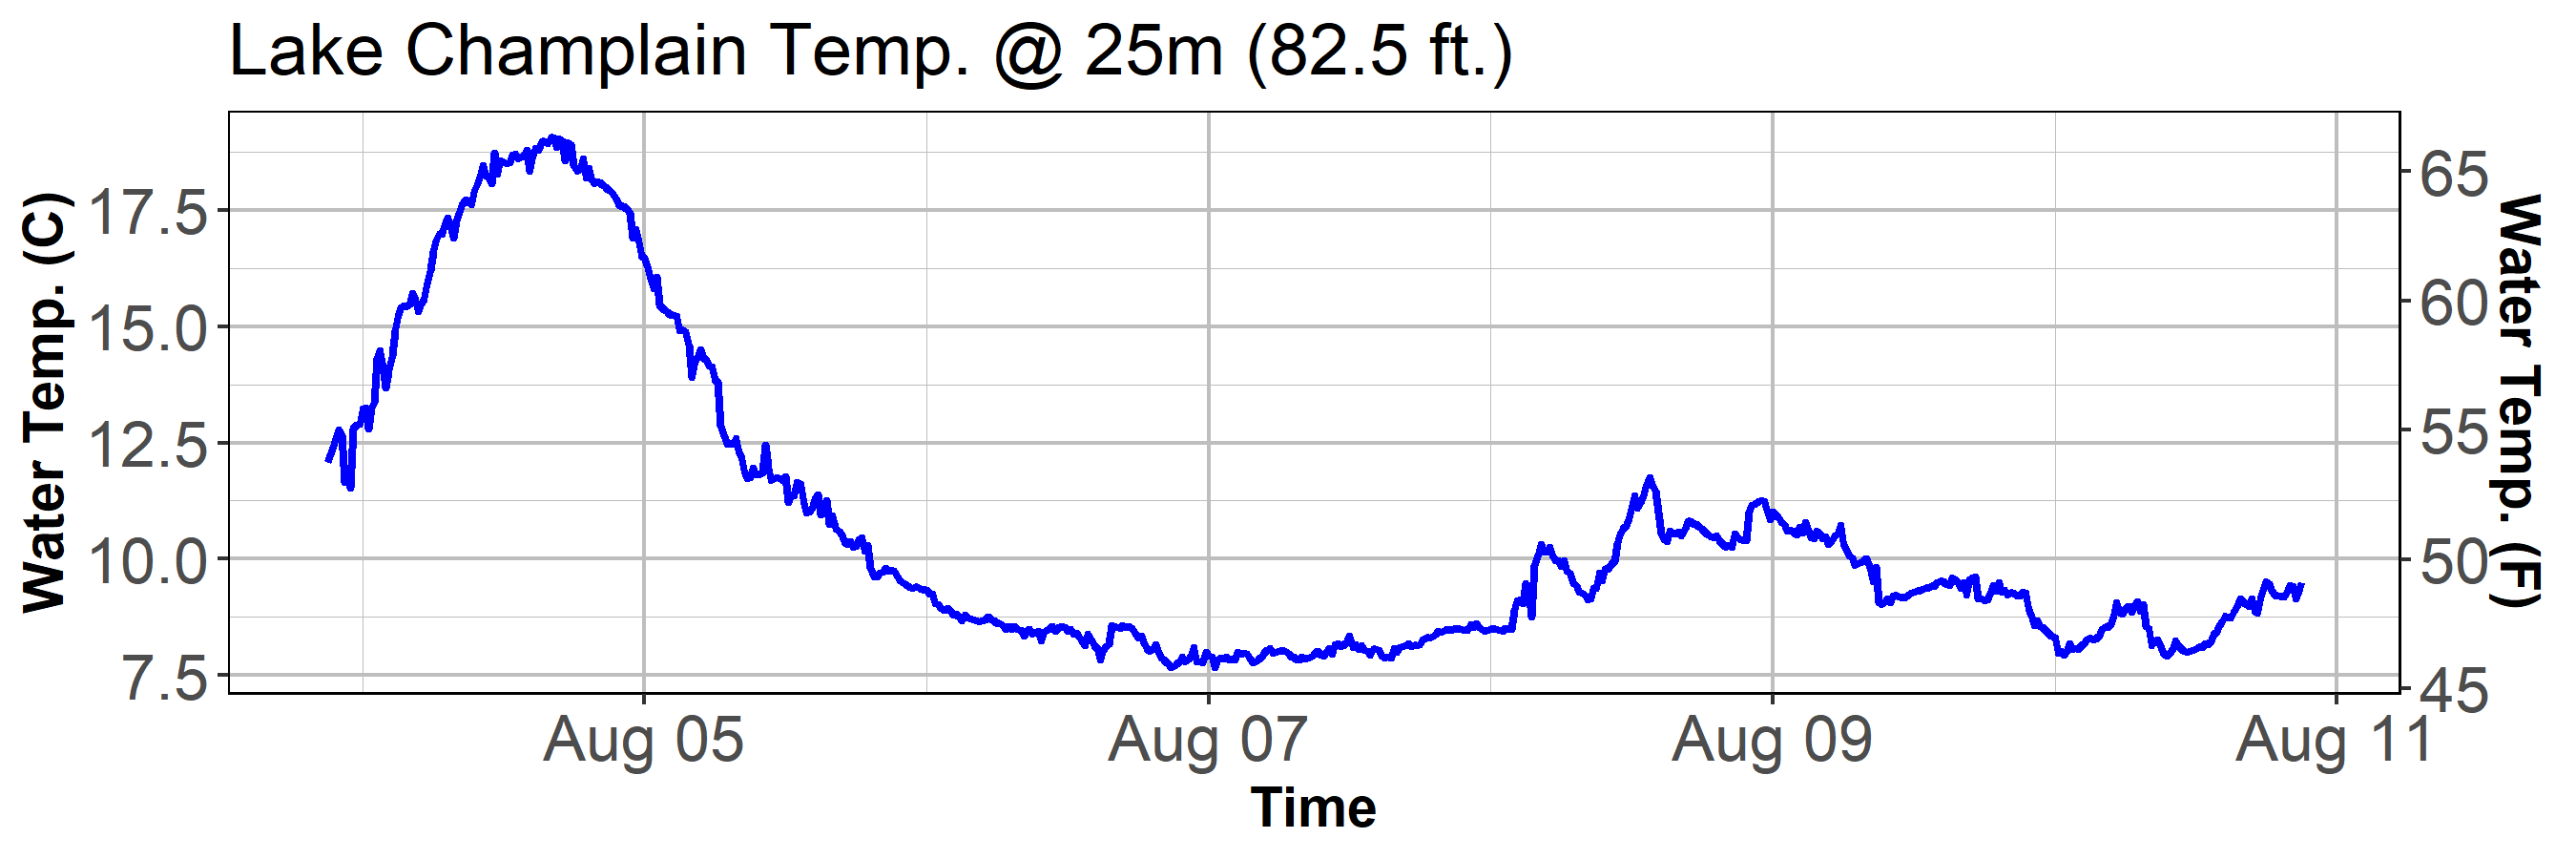 Lake Champlain Temp. @ 25m (82.5 ft.)
Water Temp. (C)
17.5
15.0
12.5
10.0
7.5
65
60
55
50
45
Water Temp. (F)
Aug 05
Aug 07
Aug 09
Aug 11
Time